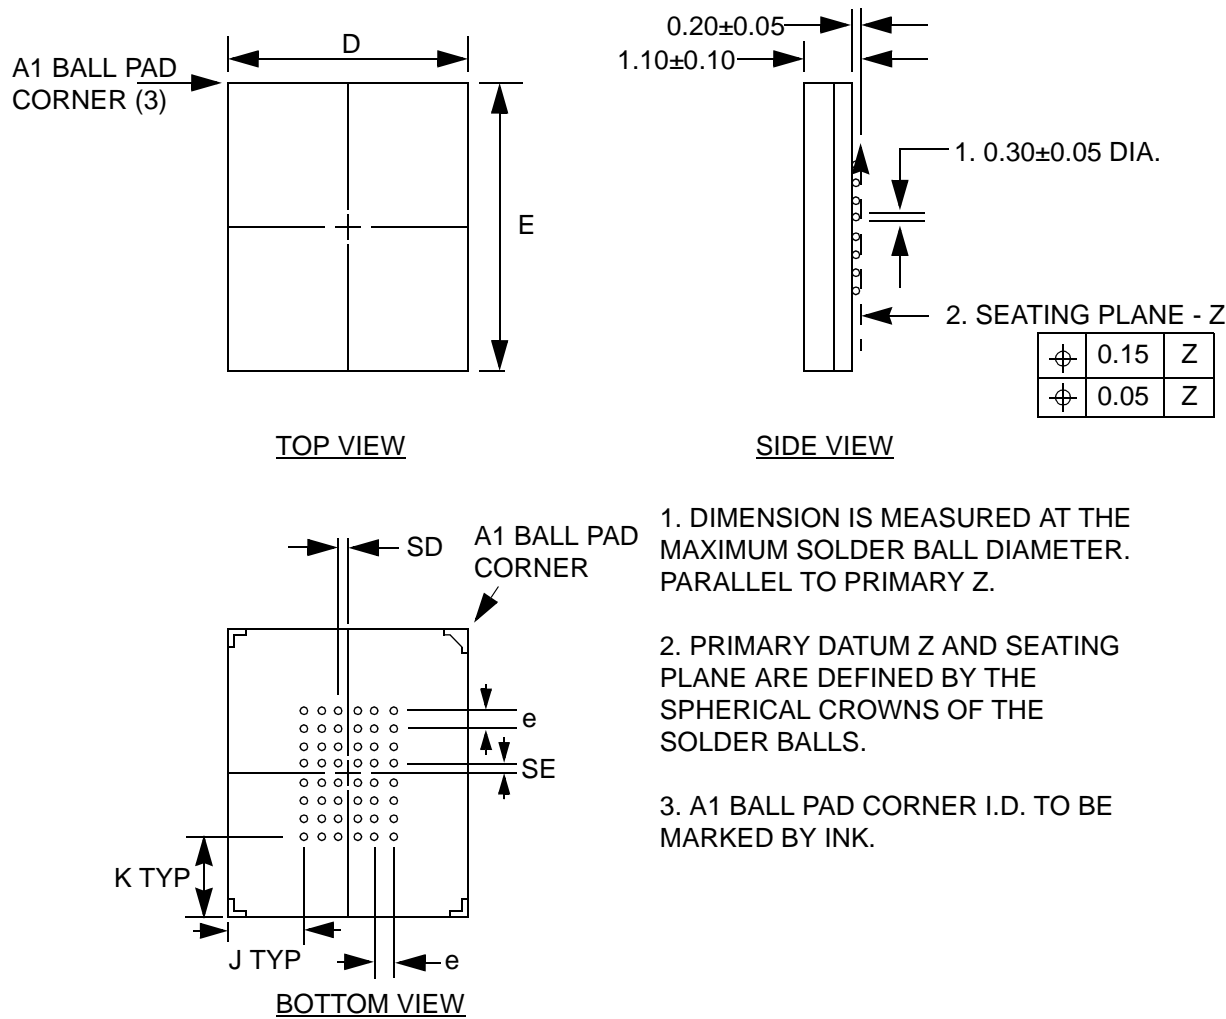 D
A1 BALL PAD
CORNER (3)
E
TOP VIEW
0.20±0.05
1.10±0.10
1. 0.30±0.05 DIA.
2. SEATING PLANE - Z
0.15 Z
0.05 Z
SIDE VIEW
SD
A1 BALL PAD
CORNER
e
SE
K TYP
J TYP
e
BOTTOM VIEW
1. DIMENSION IS MEASURED AT THE
MAXIMUM SOLDER BALL DIAMETER.
PARALLEL TO PRIMARY Z.
2. PRIMARY DATUM Z AND SEATING
PLANE ARE DEFINED BY THE
SPHERICAL CROWNS OF THE
SOLDER BALLS.
3. A1 BALL PAD CORNER I.D. TO BE
MARKED BY INK.